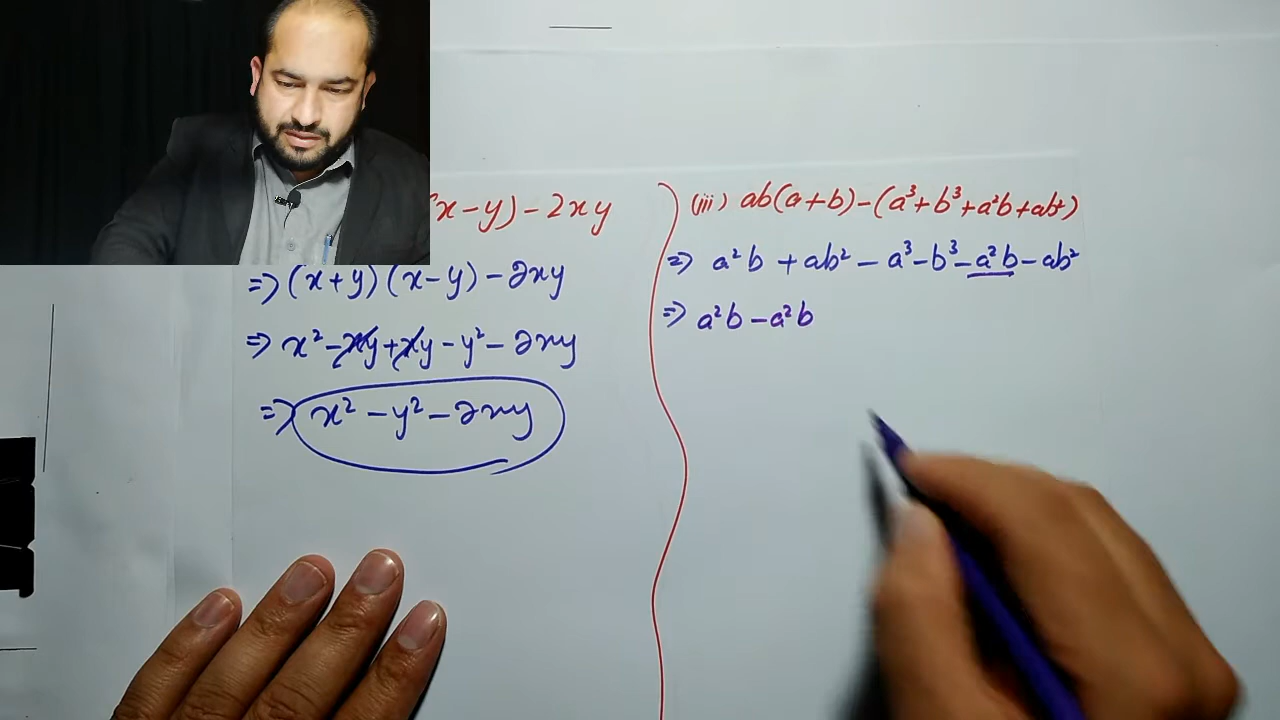 x-y) - 2xy
=> (x+y)(x-y) - 2xy
=> x² - xy + xy - y² - 2xy
=> x² - y² - 2xy
(iii) ab(a+b) - (a³+b³+a²b+ab²)
=> a²b + ab² - a³ - b³ - a²b - ab²
=> a²b - a²b